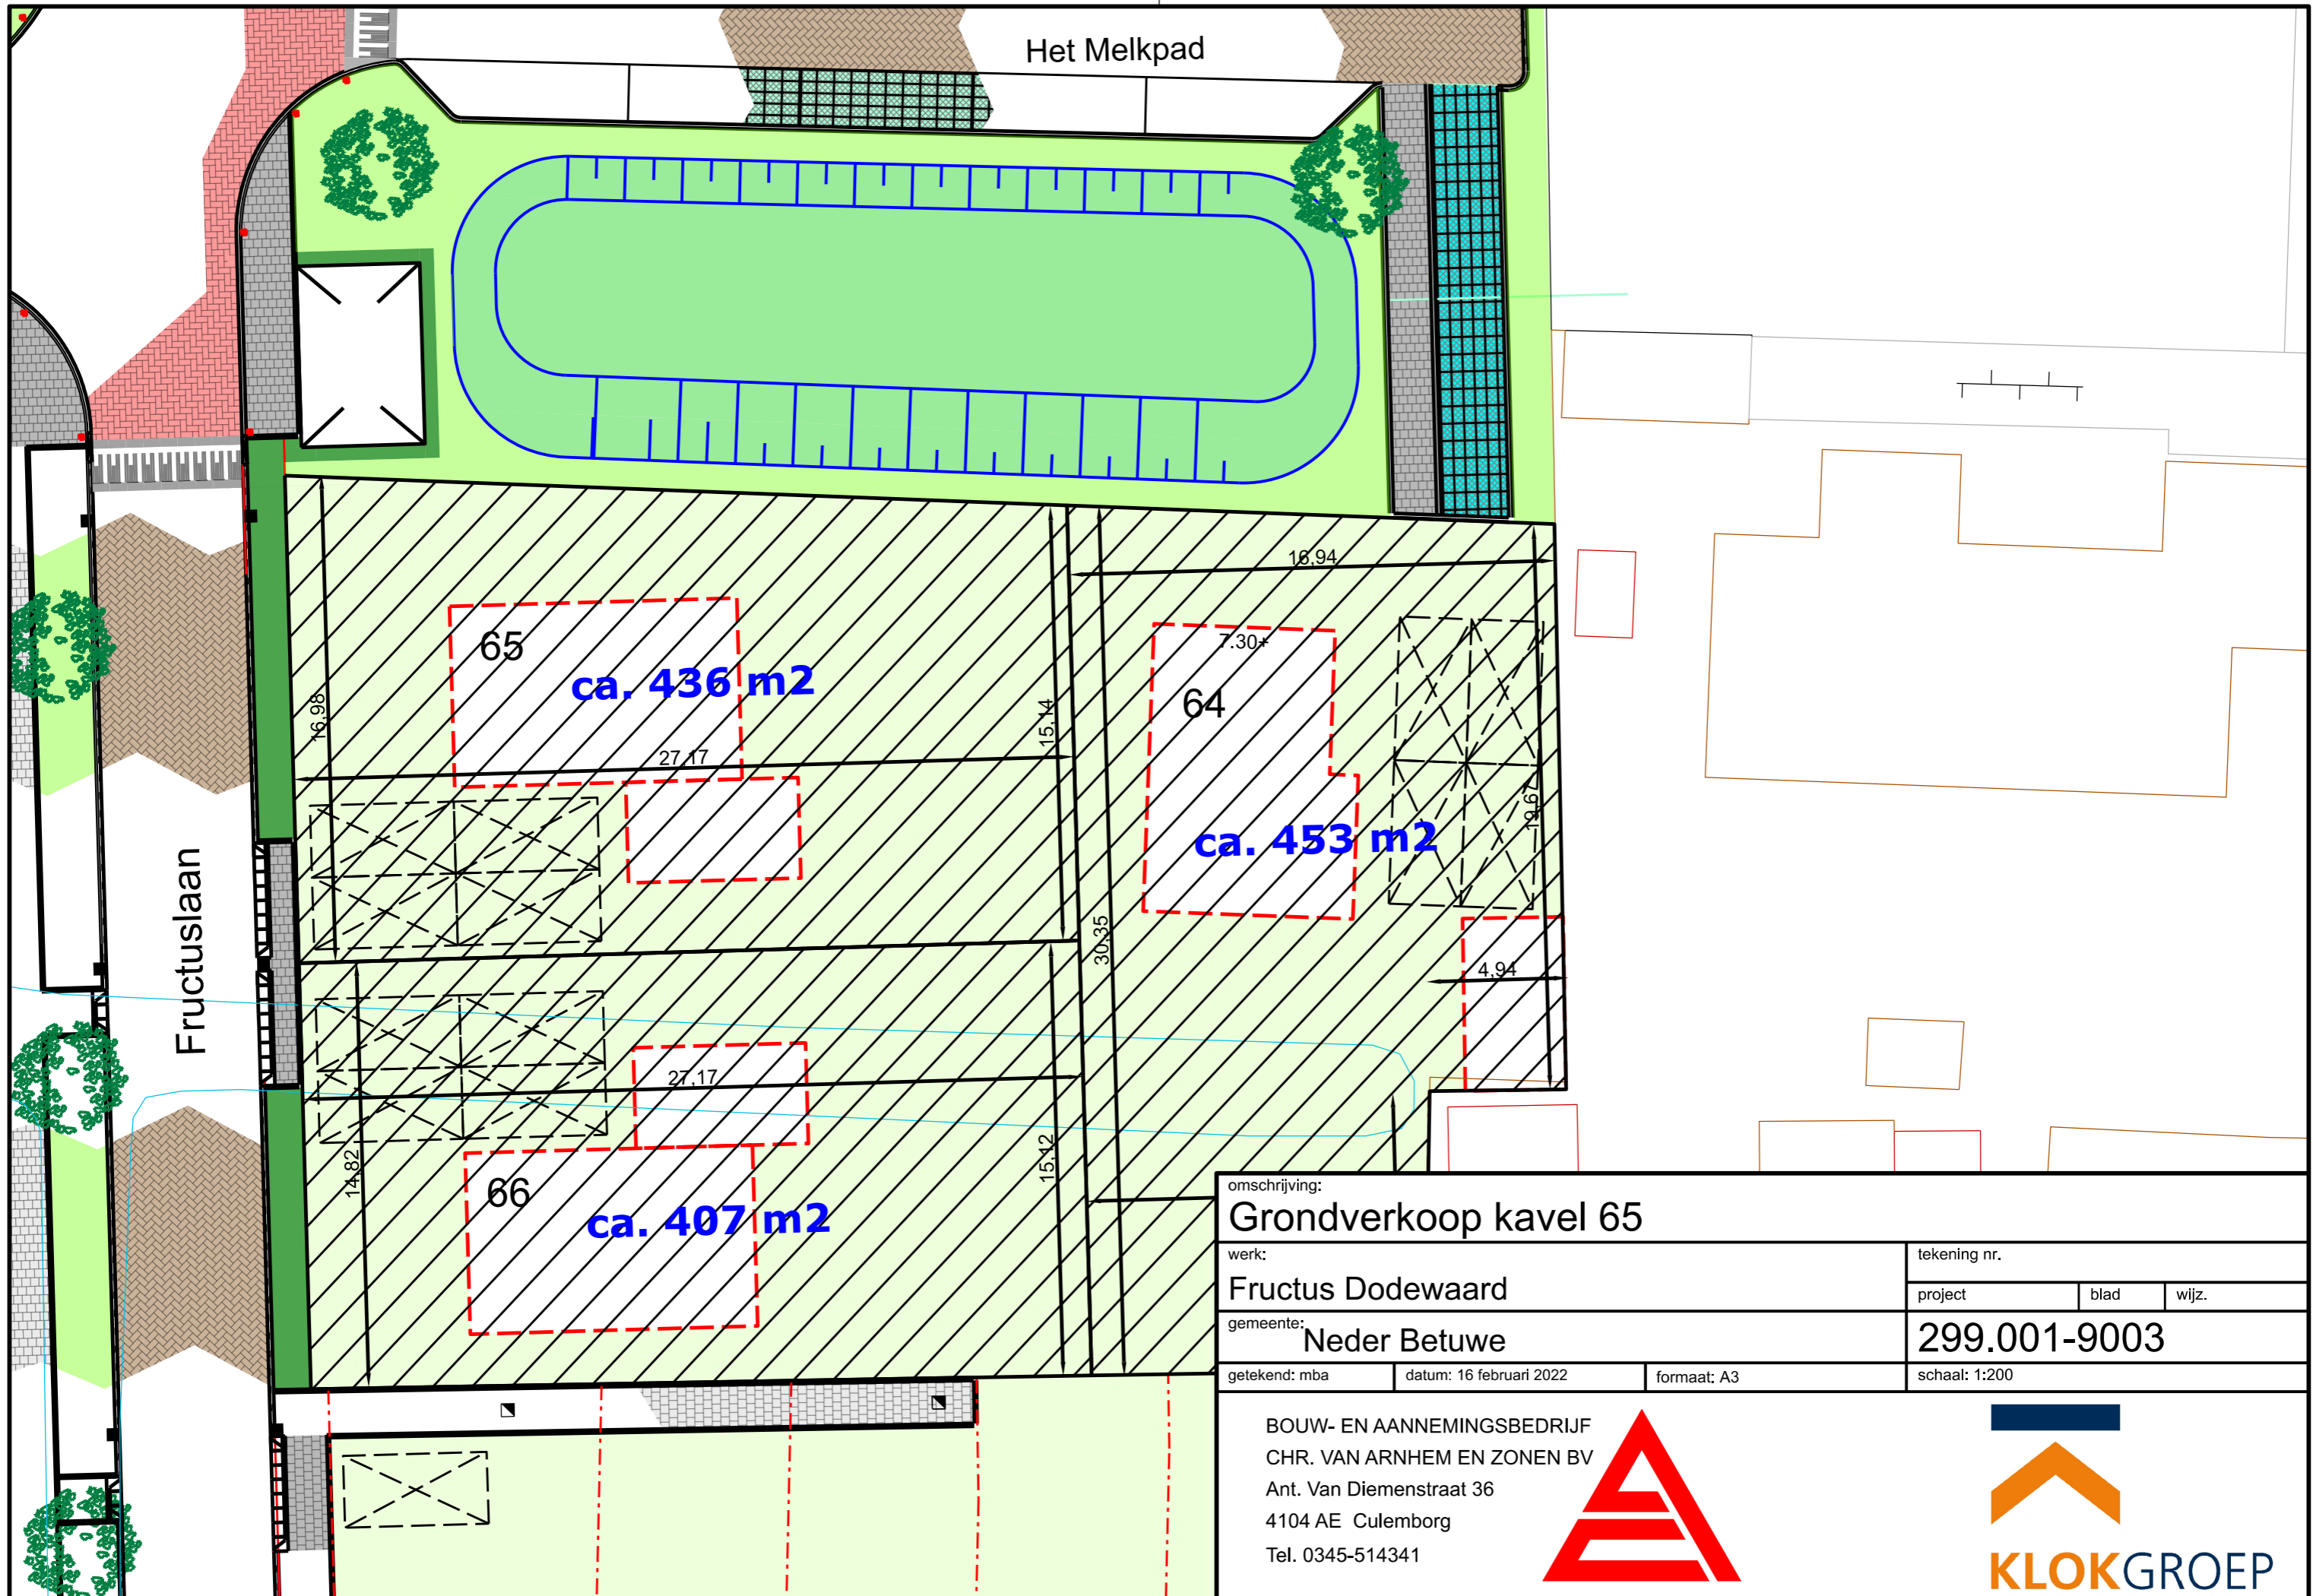 Het Melkpad
16,94
65
7.30+
ca. 436 m2
64
16,98
15,14
27,17
19,67
ca. 453 m2
Fructuslaan
30,35
4,94
27,17
14,82
15,12
66
ca. 407 m2
omschrijving:
Grondverkoop kavel 65
werk:
Fructus Dodewaard
tekening nr.
project blad wijz.
gemeente:
Neder Betuwe
299.001-9003
getekend: mba datum: 16 februari 2022 formaat: A3 schaal: 1:200
BOUW- EN AANNEMINGSBEDRIJF
CHR. VAN ARNHEM EN ZONEN BV
Ant. Van Diemenstraat 36
4104 AE Culemborg
Tel. 0345-514341
KLOKGROEP